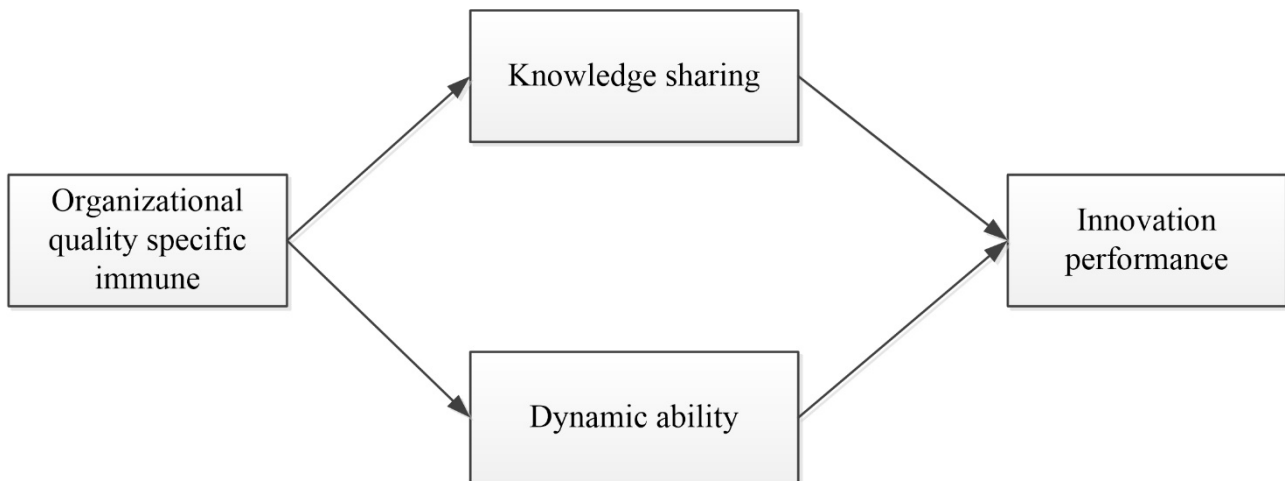 Knowledge sharing
Organizational
quality specific
immune
Innovation
performance
Dynamic ability